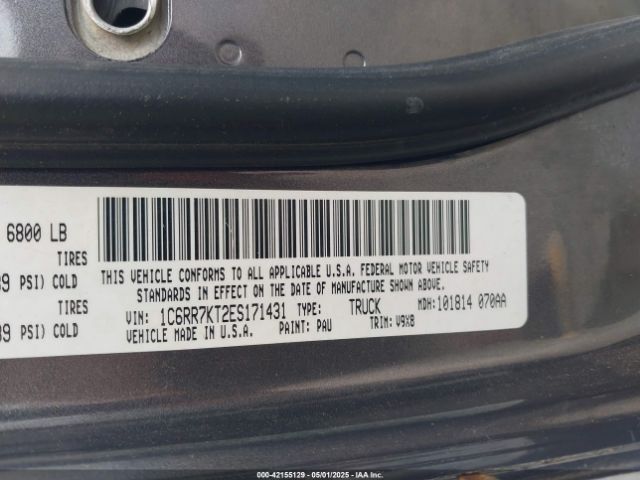 6800 LB
TIRES
39 PSI) COLD
TIRES
39 PSI) COLD
THIS VEHICLE CONFORMS TO ALL APPLICABLE U.S.A. FEDERAL MOTOR VEHICLE SAFETY
STANDARDS IN EFFECT ON THE DATE OF MANUFACTURE SHOWN ABOVE.
VIN: 1C6RR7KT2ES171431 TYPE: TRUCK MDH:101814 070AA
VEHICLE MADE IN U.S.A. PAINT: PAU TRIM: V9X8
000-42155129 - 05/01/2025 - IAA Inc.